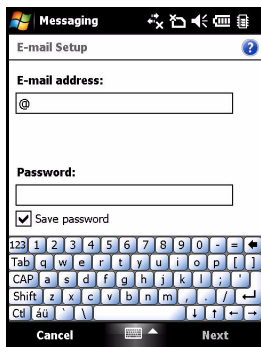 Messaging
E-mail Setup
E-mail address:
@
Password:
Save password
123 1 2 3 4 5 6 7 8 9 0 - =
Tab q w e r t y u i o p [ ]
CAP a s d f g h j k l ; '
Shift z x c v b n m , . /
Ctl áü ` \
Cancel Next